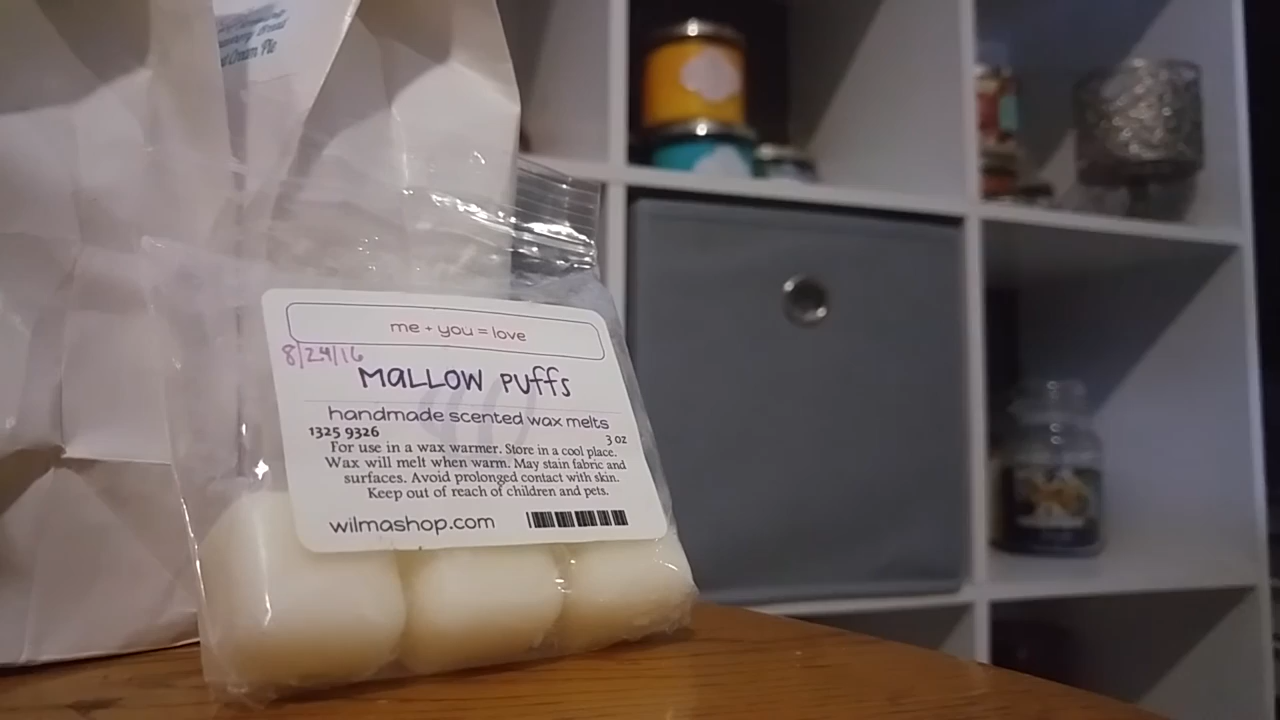 Cream Pie
me + you = love
8/24/16
MALLOW PUFFS
handmade scented wax melts
1325 9326
3 oz
For use in a wax warmer. Store in a cool place.
Wax will melt when warm. May stain fabric and
surfaces. Avoid prolonged contact with skin.
Keep out of reach of children and pets.
wilmashop.com